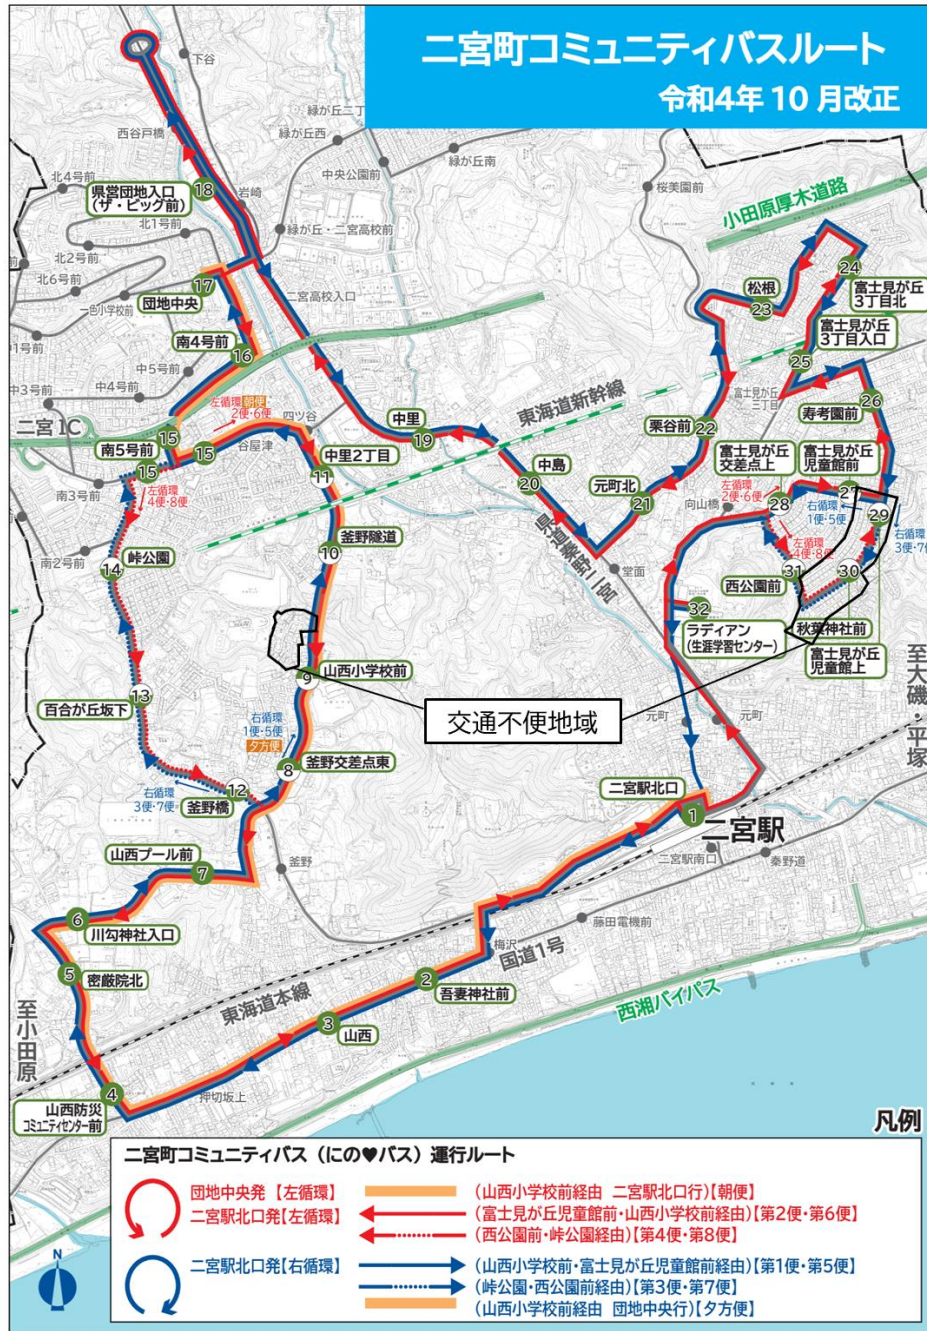 二宮町コミュニティバスルート
令和4年10月改正
下谷
緑が丘二丁
西谷戸橋
緑が丘西
緑が丘南
中央公園前
北4号前
18
岩崎
県営団地入口
(ザ・ビッグ前)
桜美園前
小田原厚木道路
北1号前
緑が丘・二宮高校前
北2号前
北6号前
17
団地中央
二宮高校入口
一色小学校前
松根
23
24
富士見が丘
3丁目北
南4号前
16
富士見が丘
3丁目入口
25
1号前
中5号前
中4号前
中3号前
東海道新幹線
富士見が丘
三丁目
寿考園前
26
左循環 朝便
2便・6便
四ツ谷
中里
19
栗谷前
22
二宮IC
南5号前
15
15
15
谷屋津
中里2丁目
11
富士見が丘
交差点上
富士見が丘
児童館前
中島
20
元町北
21
南3号前
左循環
4便・8便
左循環
2便・6便
28
27
向山橋
右循環
1便・5便
29
右循環
3便・7便
県道秦野二宮
釜野隧道
10
南2号前
峠公園
14
左循環
4便・8便
堂面
西公園前
31
30
32
ラディアン
(生涯学習センター)
秋葉神社前
富士見が丘
児童館上
山西小学校前
9
至大磯・平塚
百合が丘坂下
13
交通不便地域
右循環
1便・5便
夕方便
元町
元町
釜野交差点東
8
右循環
3便・7便
12
釜野橋
二宮駅北口
1
二宮駅
山西プール前
7
釜野
二宮駅南口
秦野道
6
川勾神社入口
藤田電機前
梅沢
国道1号
5
密厳院北
2
吾妻神社前
東海道本線
西湘バイパス
至小田原
3
山西
4
押切坂上
山西防災
コミュニティセンター前
凡例
二宮町コミュニティバス(にの♥バス)運行ルート
団地中央発【左循環】 (山西小学校前経由 二宮駅北口行)【朝便】
二宮駅北口発【左循環】 (富士見が丘児童館前・山西小学校前経由)【第2便・第6便】
(西公園前・峠公園経由)【第4便・第8便】
N
二宮駅北口発【右循環】 (山西小学校前・富士見が丘児童館前経由)【第1便・第5便】
(峠公園・西公園前経由)【第3便・第7便】
(山西小学校前経由 団地中央行)【夕方便】